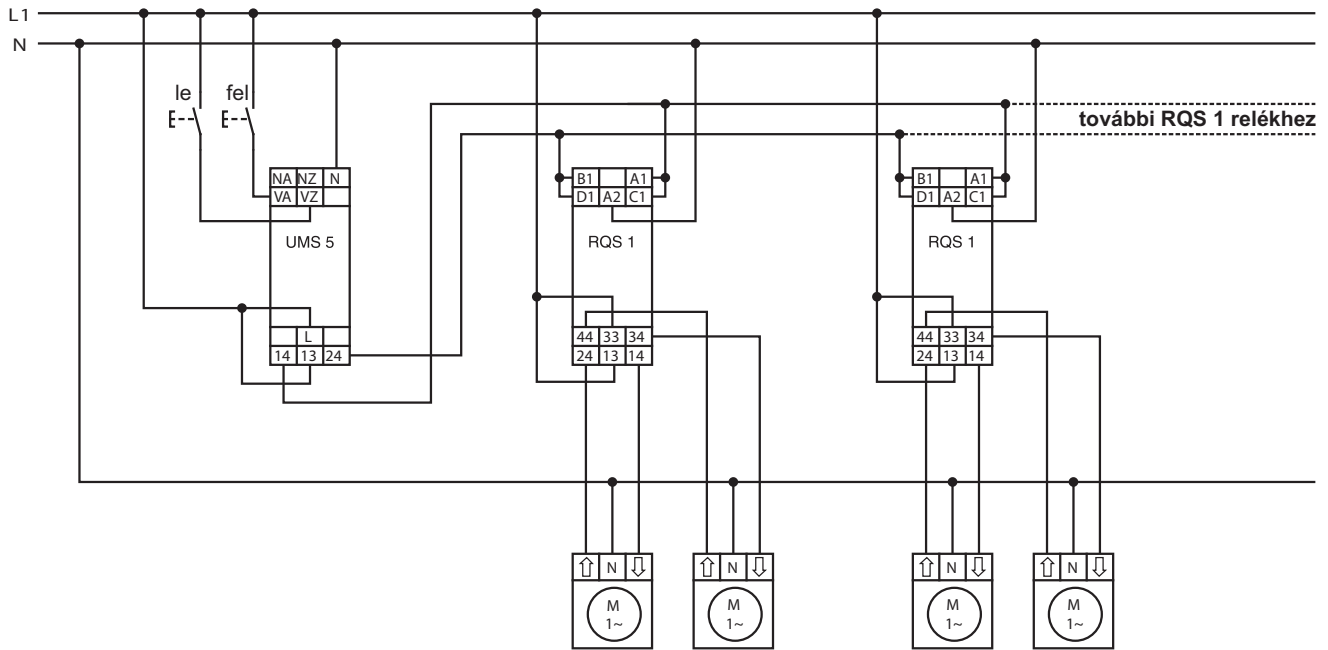 L1
N
le fel
további RQS 1 relékhez
NA NZ N
VA VZ
UMS 5
L
14 13 24
B1 A1
D1 A2 C1
RQS 1
44 33 34
24 13 14
B1 A1
D1 A2 C1
RQS 1
44 33 34
24 13 14
⇧ N ⇩
M
1~
⇧ N ⇩
M
1~
⇧ N ⇩
M
1~
⇧ N ⇩
M
1~